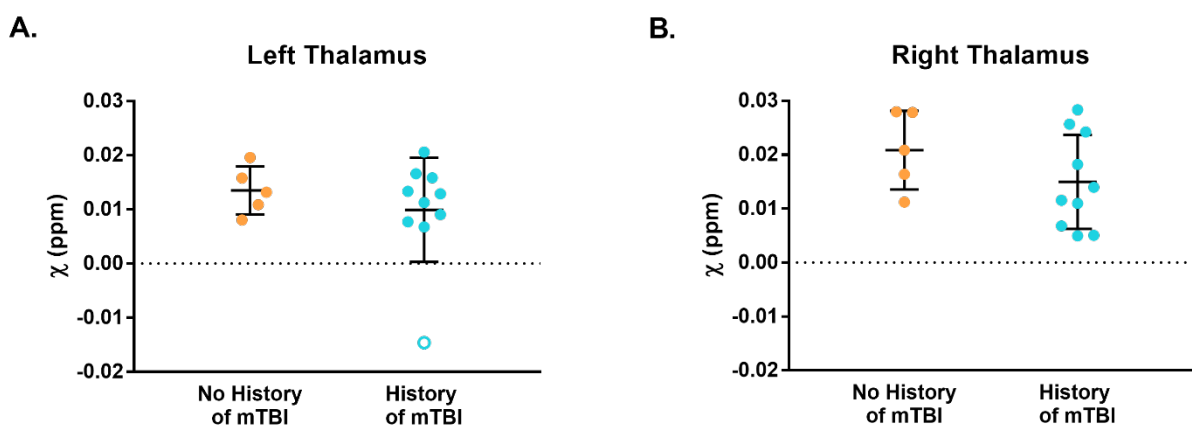 A.
Left Thalamus
χ (ppm)
0.03
0.02
0.01
0.00
-0.01
-0.02
No History
of mTBI
History
of mTBI
B.
Right Thalamus
χ (ppm)
0.03
0.02
0.01
0.00
-0.01
-0.02
No History
of mTBI
History
of mTBI